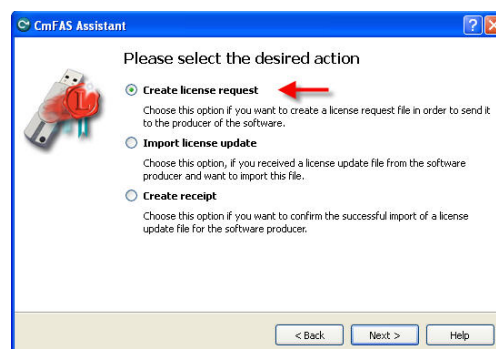 CmFAS Assistant
Please select the desired action
Create license request
Choose this option if you want to create a license request file in order to send it
to the producer of the software.
Import license update
Choose this option, if you received a license update file from the software
producer and want to import this file.
Create receipt
Choose this option if you want to confirm the successful import of a license
update file for the software producer.
< Back Next > Help